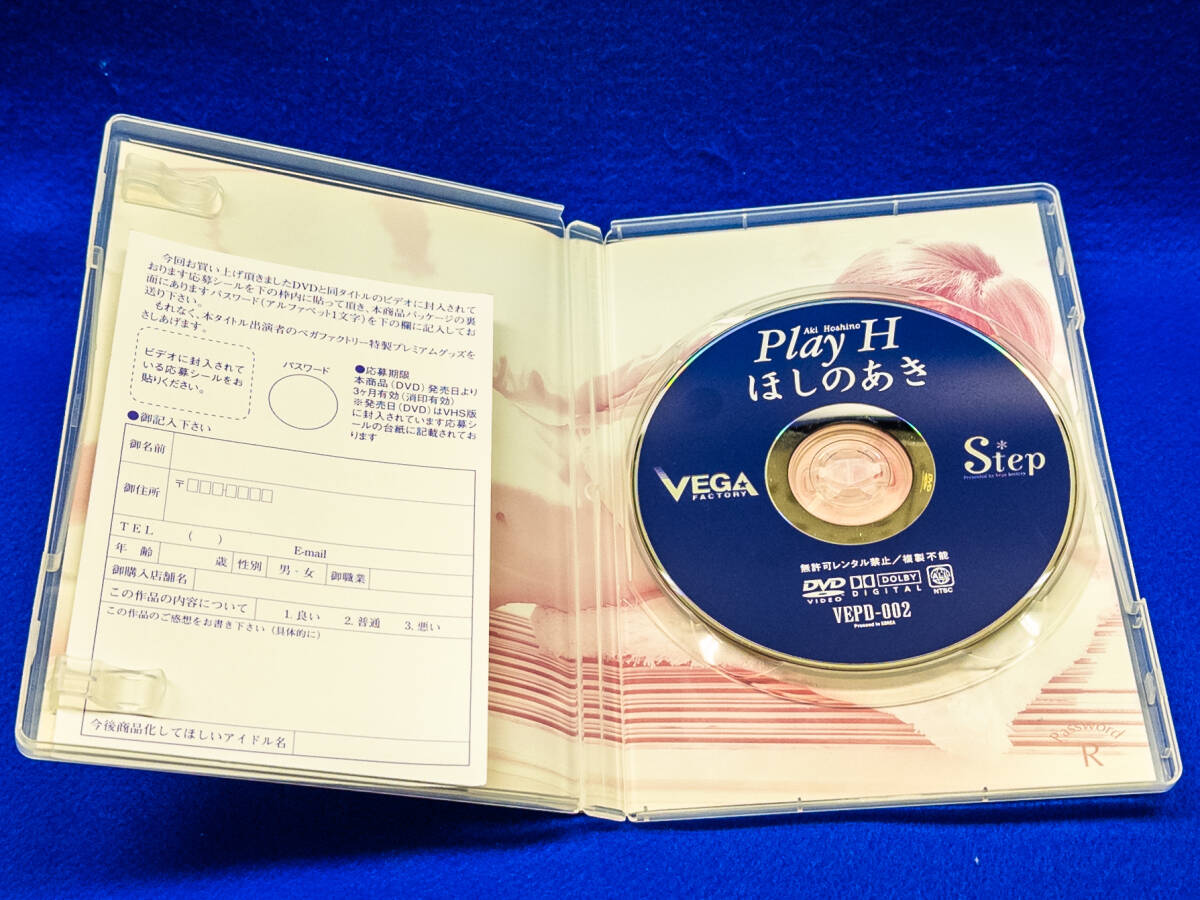 今回お買い上げ頂きましたDVDと同タイトルのビデオに封入されて
おります応募シールを下の枠内に貼って頂き、本商品パッケージの裏
面にありますパスワード(アルファベット1文字)を下の欄に記入してお
送り下さい。
もれなく、本タイトル出演者のベガファクトリー特製プレミアムグッズを
さしあげます。
ビデオに封入されて
いる応募シールをお
貼りください。
パスワード
●応募期限
本商品(DVD)発売日より
3ヶ月有効(消印有効)
※発売日(DVD)はVHS版
に封入されています応募シ
ールの台紙に記載されてお
ります
●御記入下さい
御名前
御住所 〒
TEL ( ) E-mail
年 齢 歳 性別 男・女 御職業
御購入店舗名
この作品の内容について 1.良い 2.普通 3.悪い
この作品のご感想をお書き下さい(具体的に)
今後商品化してほしいアイドル名
Aki Hoshino
Play H
ほしのあき
VEGA
FACTORY
Step
Presented by Vega factory
DVD
無許可レンタル禁止/複製不能
DVD
VIDEO
DOLBY
DIGITAL
ALL
NTSC
VEPD-002
Pressed in KOREA
Password
R